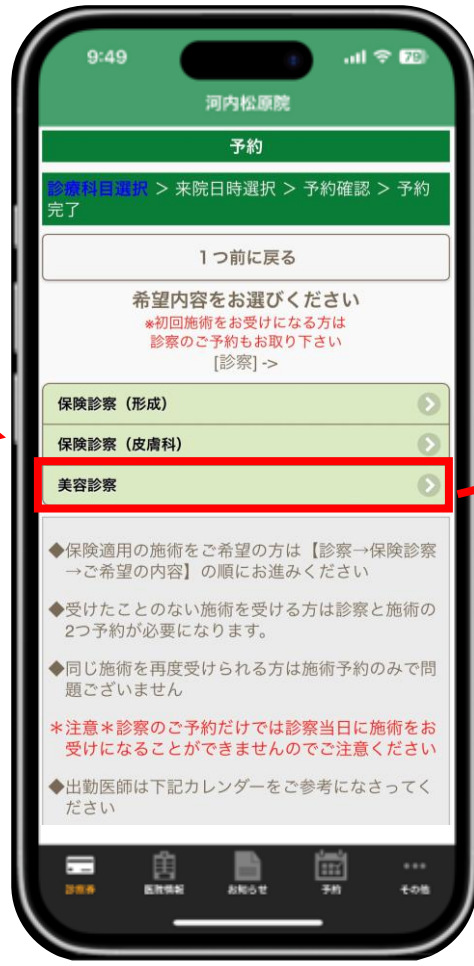 9:49
79
河内松原院
予約
診療科目選択 > 来院日時選択 > 予約確認 > 予約
完了
1つ前に戻る
希望内容をお選びください
*初回施術をお受けになる方は
診察のご予約もお取り下さい
[診察] ->
保険診察（形成）
保険診察（皮膚科）
美容診察
◆保険適用の施術をご希望の方は【診察→保険診察
→ご希望の内容】の順にお進みください
◆受けたことのない施術を受ける方は診察と施術の
2つ予約が必要になります。
◆同じ施術を再度受けられる方は施術予約のみで問
題ございません
＊注意＊診察のご予約だけでは診察当日に施術をお
受けになることができませんのでご注意ください
◆出勤医師は下記カレンダーをご参考になさってく
ださい
診察券
医院情報
お知らせ
予約
その他